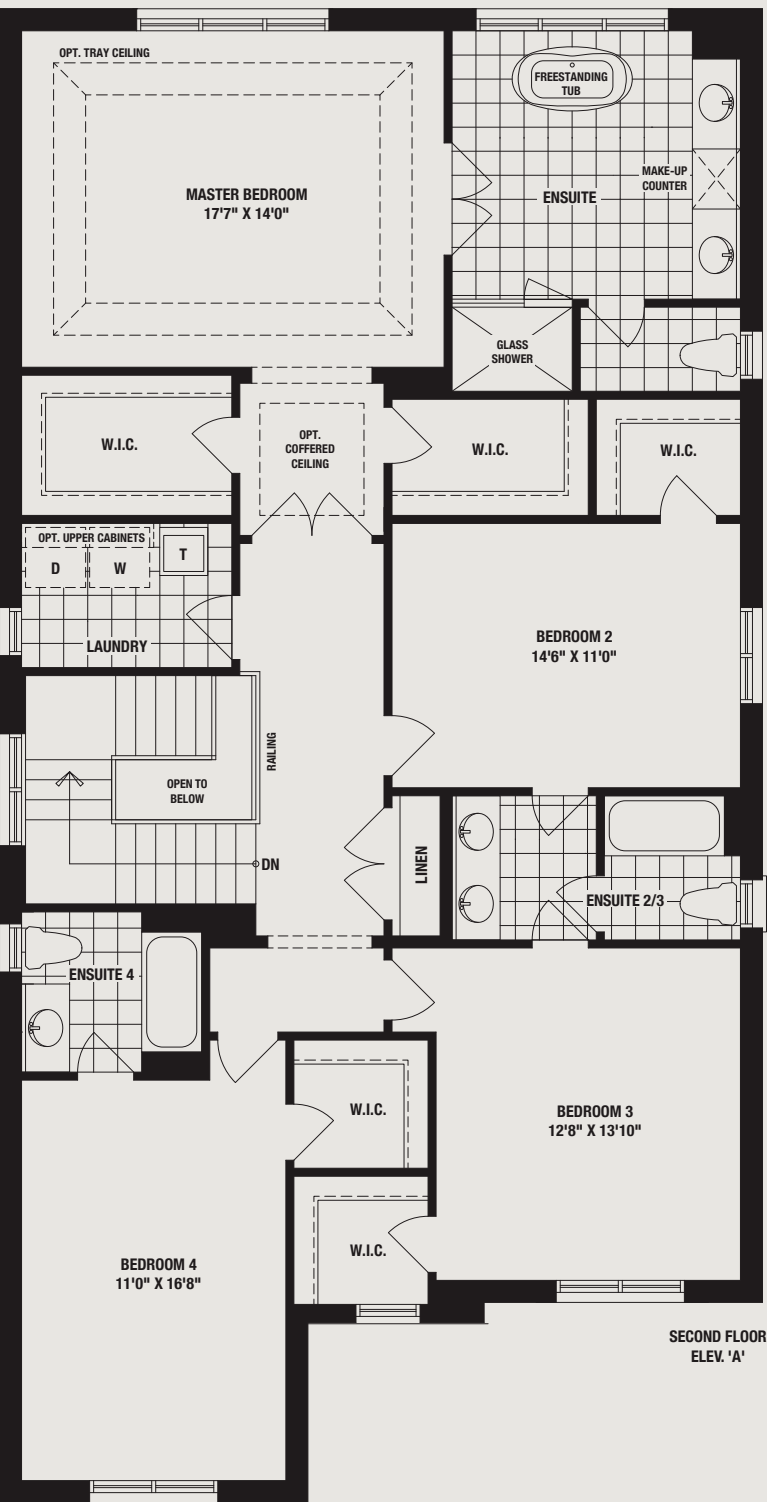 OPT. TRAY CEILING
FREESTANDING
TUB
MASTER BEDROOM
17'7" X 14'0"
MAKE-UP
COUNTER
ENSUITE
GLASS
SHOWER
W.I.C.
OPT.
COFFERED
CEILING
W.I.C.
W.I.C.
OPT. UPPER CABINETS
D
W
T
LAUNDRY
BEDROOM 2
14'6" X 11'0"
RAILING
OPEN TO
BELOW
DN
LINEN
ENSUITE 2/3
ENSUITE 4
W.I.C.
BEDROOM 3
12'8" X 13'10"
W.I.C.
BEDROOM 4
11'0" X 16'8"
SECOND FLOOR
ELEV. 'A'